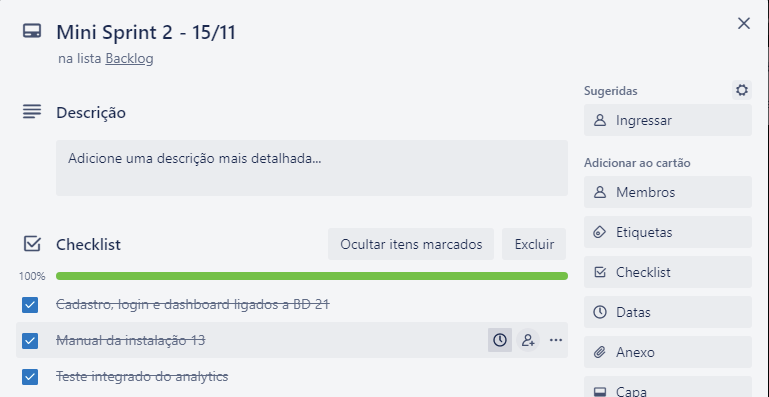 Mini Sprint 2 - 15/11
na lista Backlog
Sugeridas
Ingressar
Descrição
Adicione uma descrição mais detalhada...
Adicionar ao cartão
Membros
Etiquetas
Checklist
Datas
Anexo
Capa
Checklist
Ocultar itens marcados
Excluir
100%
Cadastro, login e dashboard ligados a BD 21
Manual da instalação 13
Teste integrado do analytics